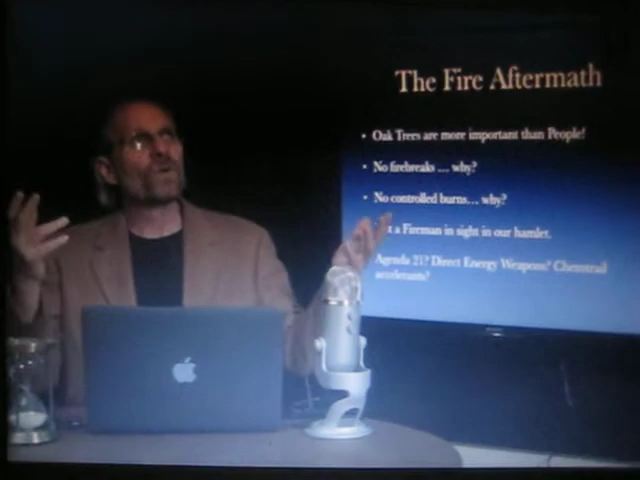 The Fire Aftermath
• Oak Trees are more important than People!
• No firebreaks ... why?
• No controlled burns... why?
t a Fireman in sight in our hamlet.
Agenda 21? Direct Energy Weapons? Chemtrail
accelerants?